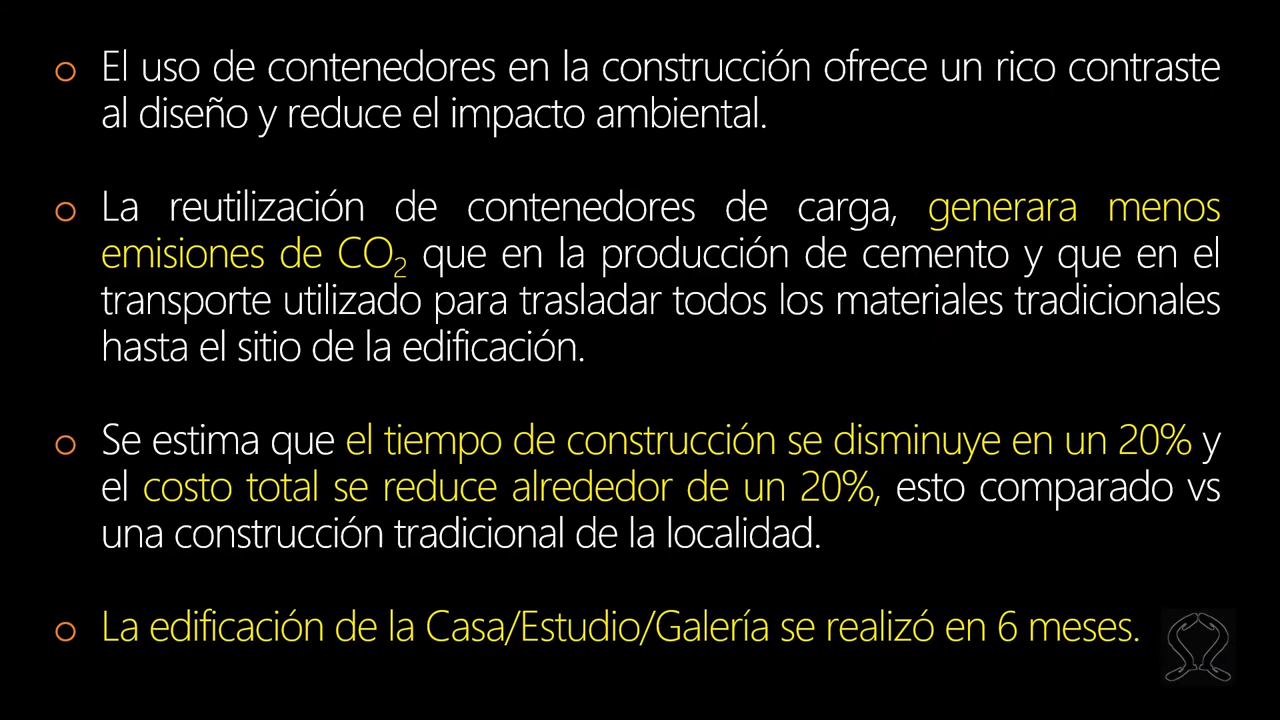 o El uso de contenedores en la construcción ofrece un rico contraste
al diseño y reduce el impacto ambiental.
o La reutilización de contenedores de carga, generara menos
emisiones de CO₂ que en la producción de cemento y que en el
transporte utilizado para trasladar todos los materiales tradicionales
hasta el sitio de la edificación.
o Se estima que el tiempo de construcción se disminuye en un 20% y
el costo total se reduce alrededor de un 20%, esto comparado vs
una construcción tradicional de la localidad.
o La edificación de la Casa/Estudio/Galería se realizó en 6 meses.